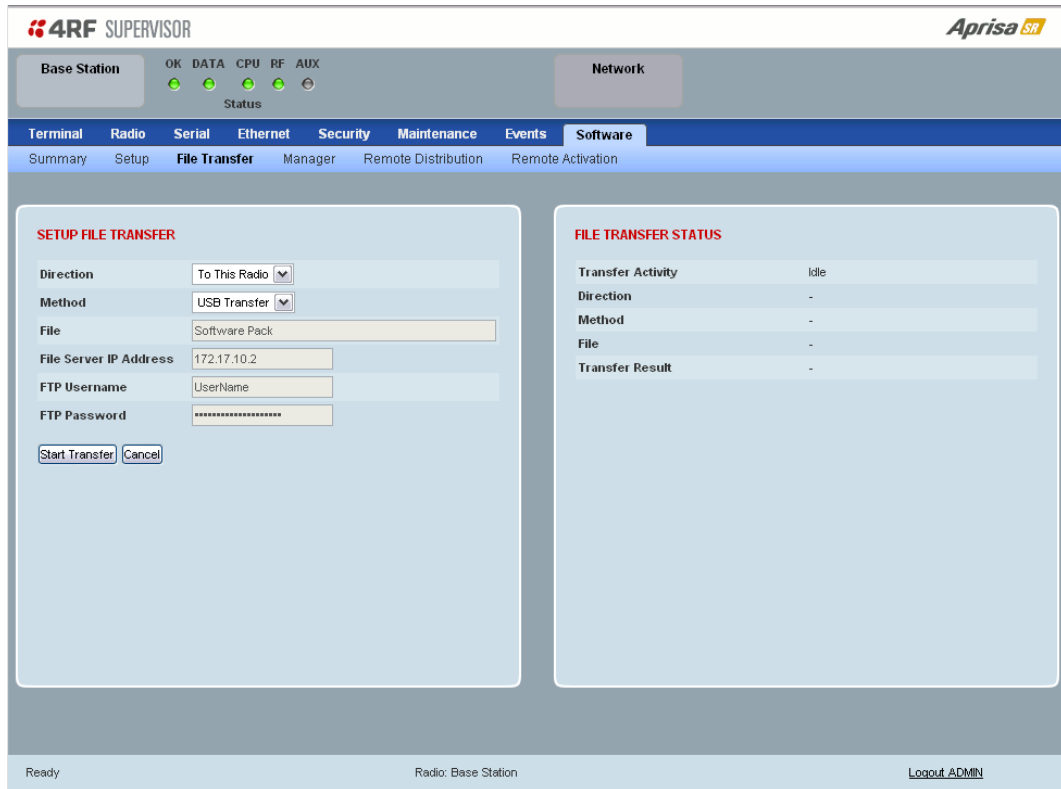 4RF SUPERVISOR
Aprisa SR
Base Station
OK DATA CPU RF AUX
Status
Network
Terminal Radio Serial Ethernet Security Maintenance Events Software
Summary Setup File Transfer Manager Remote Distribution Remote Activation
SETUP FILE TRANSFER
Direction To This Radio
Method USB Transfer
File Software Pack
File Server IP Address 172.17.10.2
FTP Username UserName
FTP Password ••••••••••••••••••••
Start Transfer Cancel
FILE TRANSFER STATUS
Transfer Activity Idle
Direction -
Method -
File -
Transfer Result -
Ready Radio: Base Station Logout ADMIN